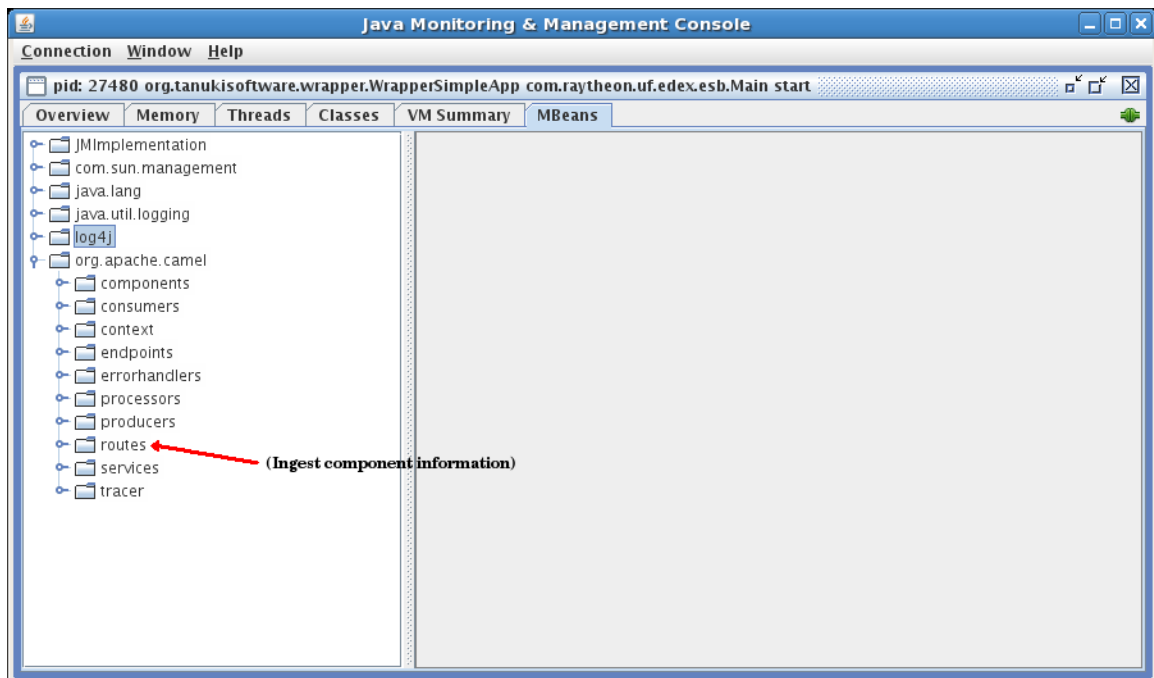 Java Monitoring & Management Console
Connection Window Help
pid: 27480 org.tanukisoftware.wrapper.WrapperSimpleApp com.raytheon.uf.edex.esb.Main start
Overview Memory Threads Classes VM Summary MBeans
JMImplementation
com.sun.management
java.lang
java.util.logging
log4j
org.apache.camel
components
consumers
context
endpoints
errorhandlers
processors
producers
routes
(Ingest component information)
services
tracer